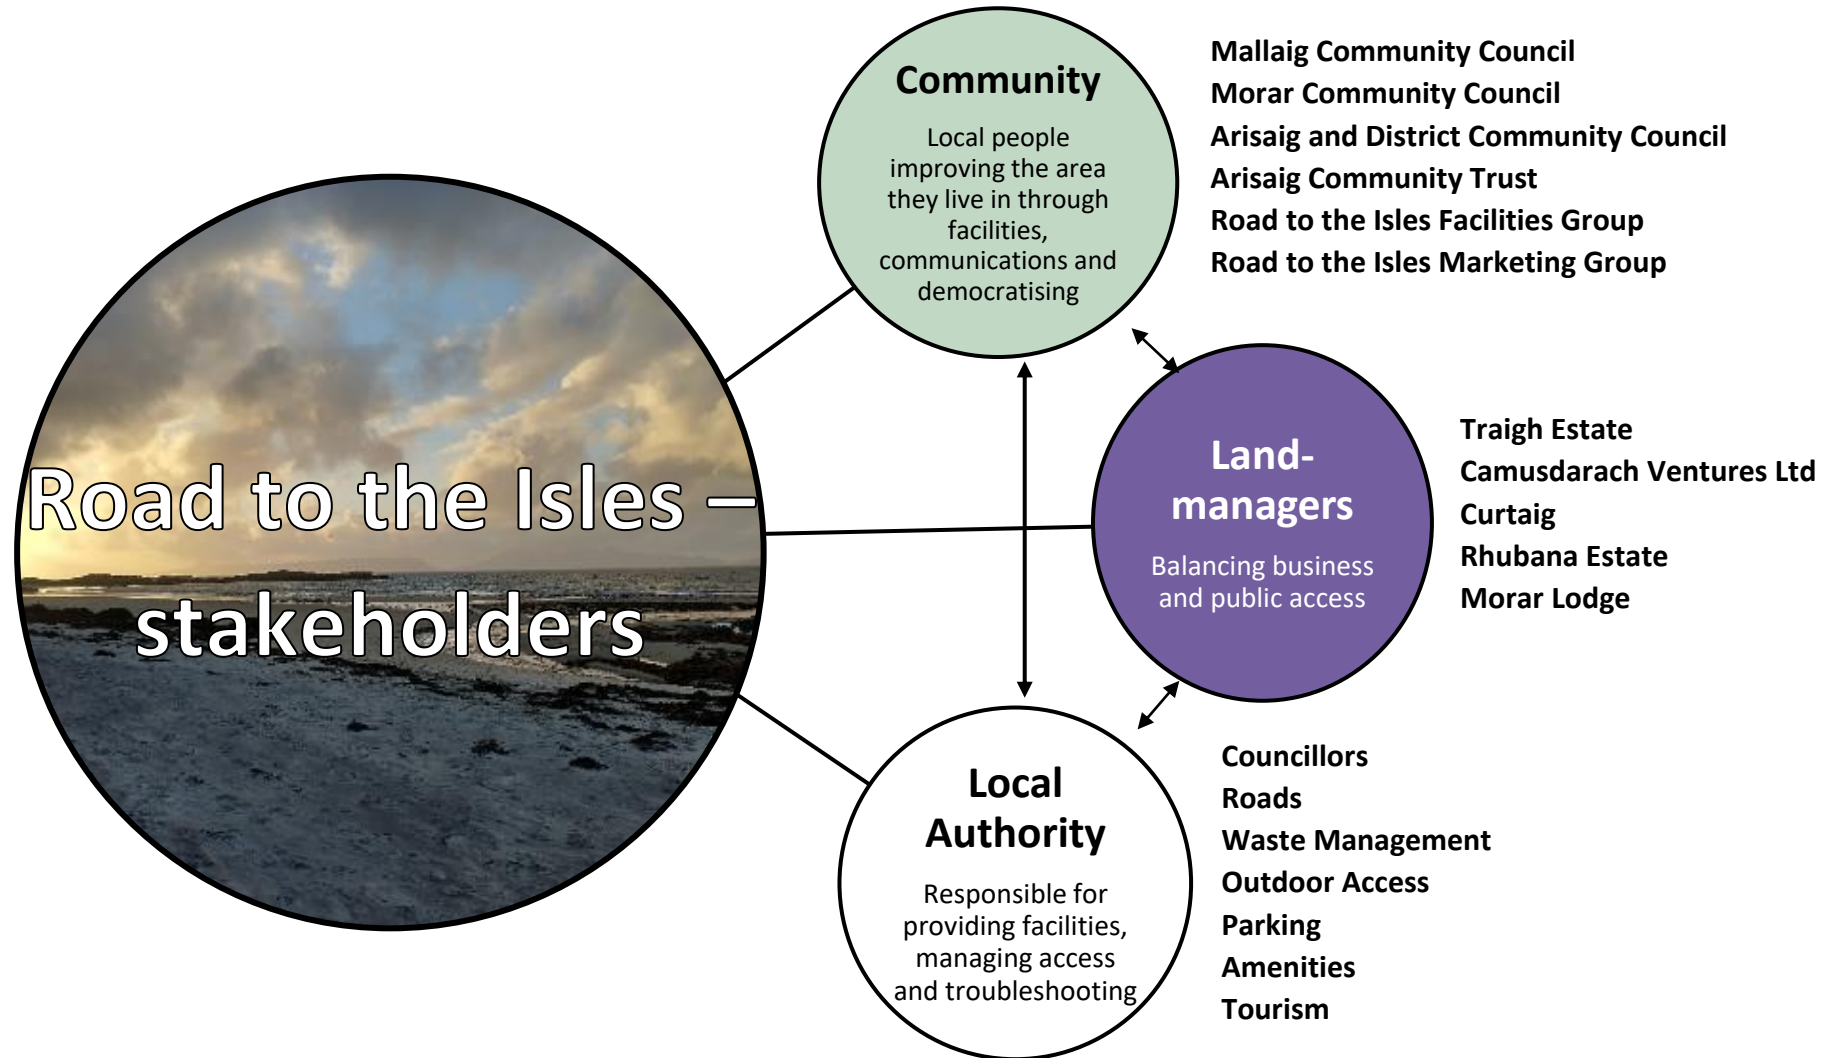 Road to the Isles –
stakeholders
Community
Local people
improving the area
they live in through
facilities,
communications and
democratising
Mallaig Community Council
Morar Community Council
Arisaig and District Community Council
Arisaig Community Trust
Road to the Isles Facilities Group
Road to the Isles Marketing Group
Land-
managers
Balancing business
and public access
Traigh Estate
Camusdarach Ventures Ltd
Curtaig
Rhubana Estate
Morar Lodge
Local
Authority
Responsible for
providing facilities,
managing access
and troubleshooting
Councillors
Roads
Waste Management
Outdoor Access
Parking
Amenities
Tourism